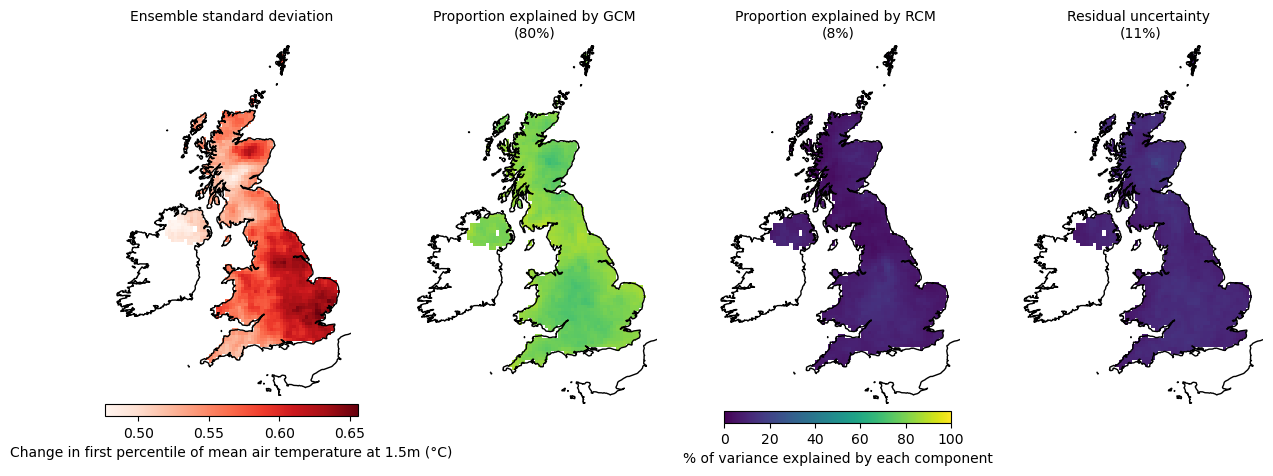 Ensemble standard deviation
Proportion explained by GCM
(80%)
Proportion explained by RCM
(8%)
Residual uncertainty
(11%)
0.50 0.55 0.60 0.65
Change in first percentile of mean air temperature at 1.5m (°C)
0 20 40 60 80 100
% of variance explained by each component